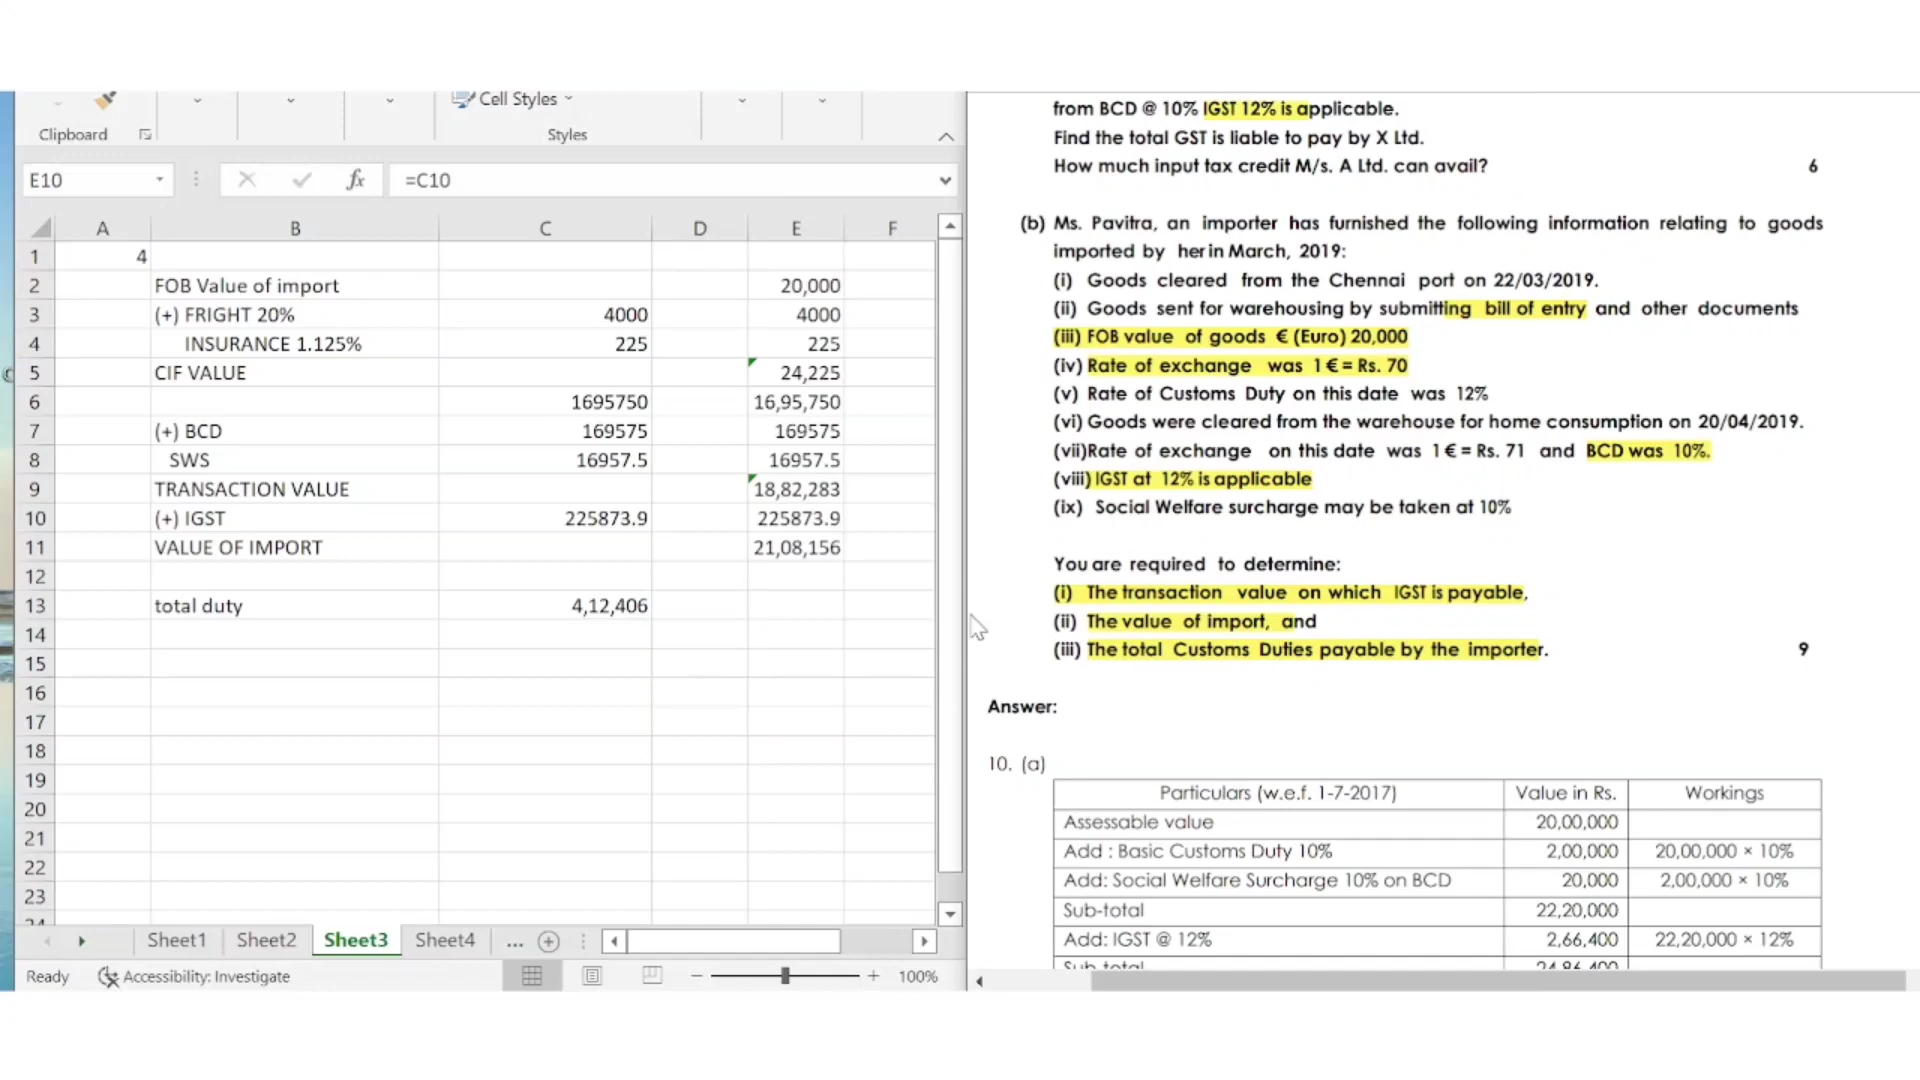 Cell Styles
Clipboard
Styles
E10
fx
=C10
A B C D E F
1 4
2 FOB Value of import 20,000
3 (+) FRIGHT 20% 4000 4000
4 INSURANCE 1.125% 225 225
5 CIF VALUE 24,225
6 1695750 16,95,750
7 (+) BCD 169575 169575
8 SWS 16957.5 16957.5
9 TRANSACTION VALUE 18,82,283
10 (+) IGST 225873.9 225873.9
11 VALUE OF IMPORT 21,08,156
12
13 total duty 4,12,406
14
15
16
17
18
19
20
21
22
23
24
Sheet1 Sheet2 Sheet3 Sheet4 ...
Ready Accessibility: Investigate 100%
from BCD @ 10% IGST 12% is applicable.
Find the total GST is liable to pay by X Ltd.
How much input tax credit M/s. A Ltd. can avail? 6
(b) Ms. Pavitra, an importer has furnished the following information relating to goods
imported by her in March, 2019:
(i) Goods cleared from the Chennai port on 22/03/2019.
(ii) Goods sent for warehousing by submitting bill of entry and other documents
(iii) FOB value of goods € (Euro) 20,000
(iv) Rate of exchange was 1 € = Rs. 70
(v) Rate of Customs Duty on this date was 12%
(vi) Goods were cleared from the warehouse for home consumption on 20/04/2019.
(vii)Rate of exchange on this date was 1 € = Rs. 71 and BCD was 10%.
(viii) IGST at 12% is applicable
(ix) Social Welfare surcharge may be taken at 10%
You are required to determine:
(i) The transaction value on which IGST is payable,
(ii) The value of import, and
(iii) The total Customs Duties payable by the importer. 9
Answer:
10. (a)
Particulars (w.e.f. 1-7-2017) Value in Rs. Workings
Assessable value 20,00,000
Add : Basic Customs Duty 10% 2,00,000 20,00,000 × 10%
Add: Social Welfare Surcharge 10% on BCD 20,000 2,00,000 × 10%
Sub-total 22,20,000
Add: IGST @ 12% 2,66,400 22,20,000 × 12%
Sub total 24,86,400